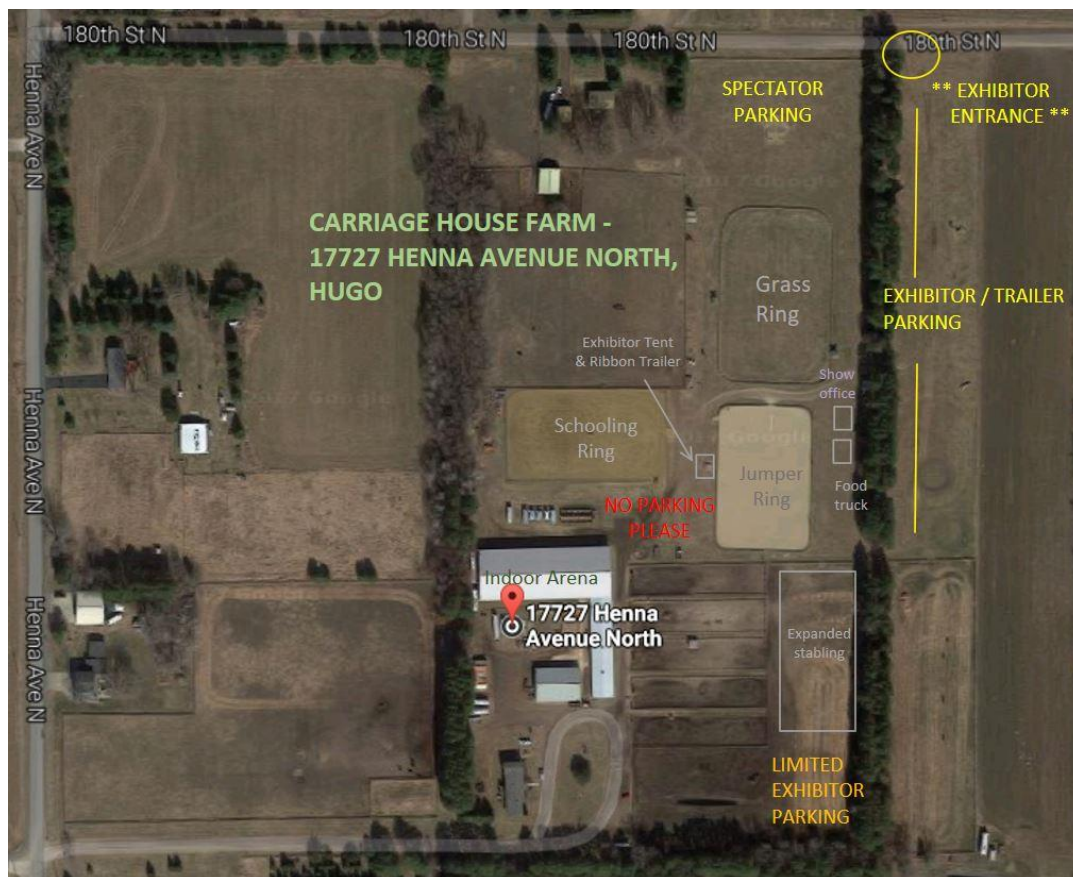 180th St N
180th St N
180th St N
180th St N
Henna Ave N
SPECTATOR
PARKING
** EXHIBITOR
ENTRANCE **
CARRIAGE HOUSE FARM -
17727 HENNA AVENUE NORTH,
HUGO
Grass
Ring
EXHIBITOR / TRAILER
PARKING
Exhibitor Tent
& Ribbon Trailer
Show
office
Henna Ave N
Schooling
Ring
Jumper
Ring
Food
truck
NO PARKING
PLEASE
Indoor Arena
17727 Henna
Avenue North
Henna Ave N
Expanded
stabling
LIMITED
EXHIBITOR
PARKING